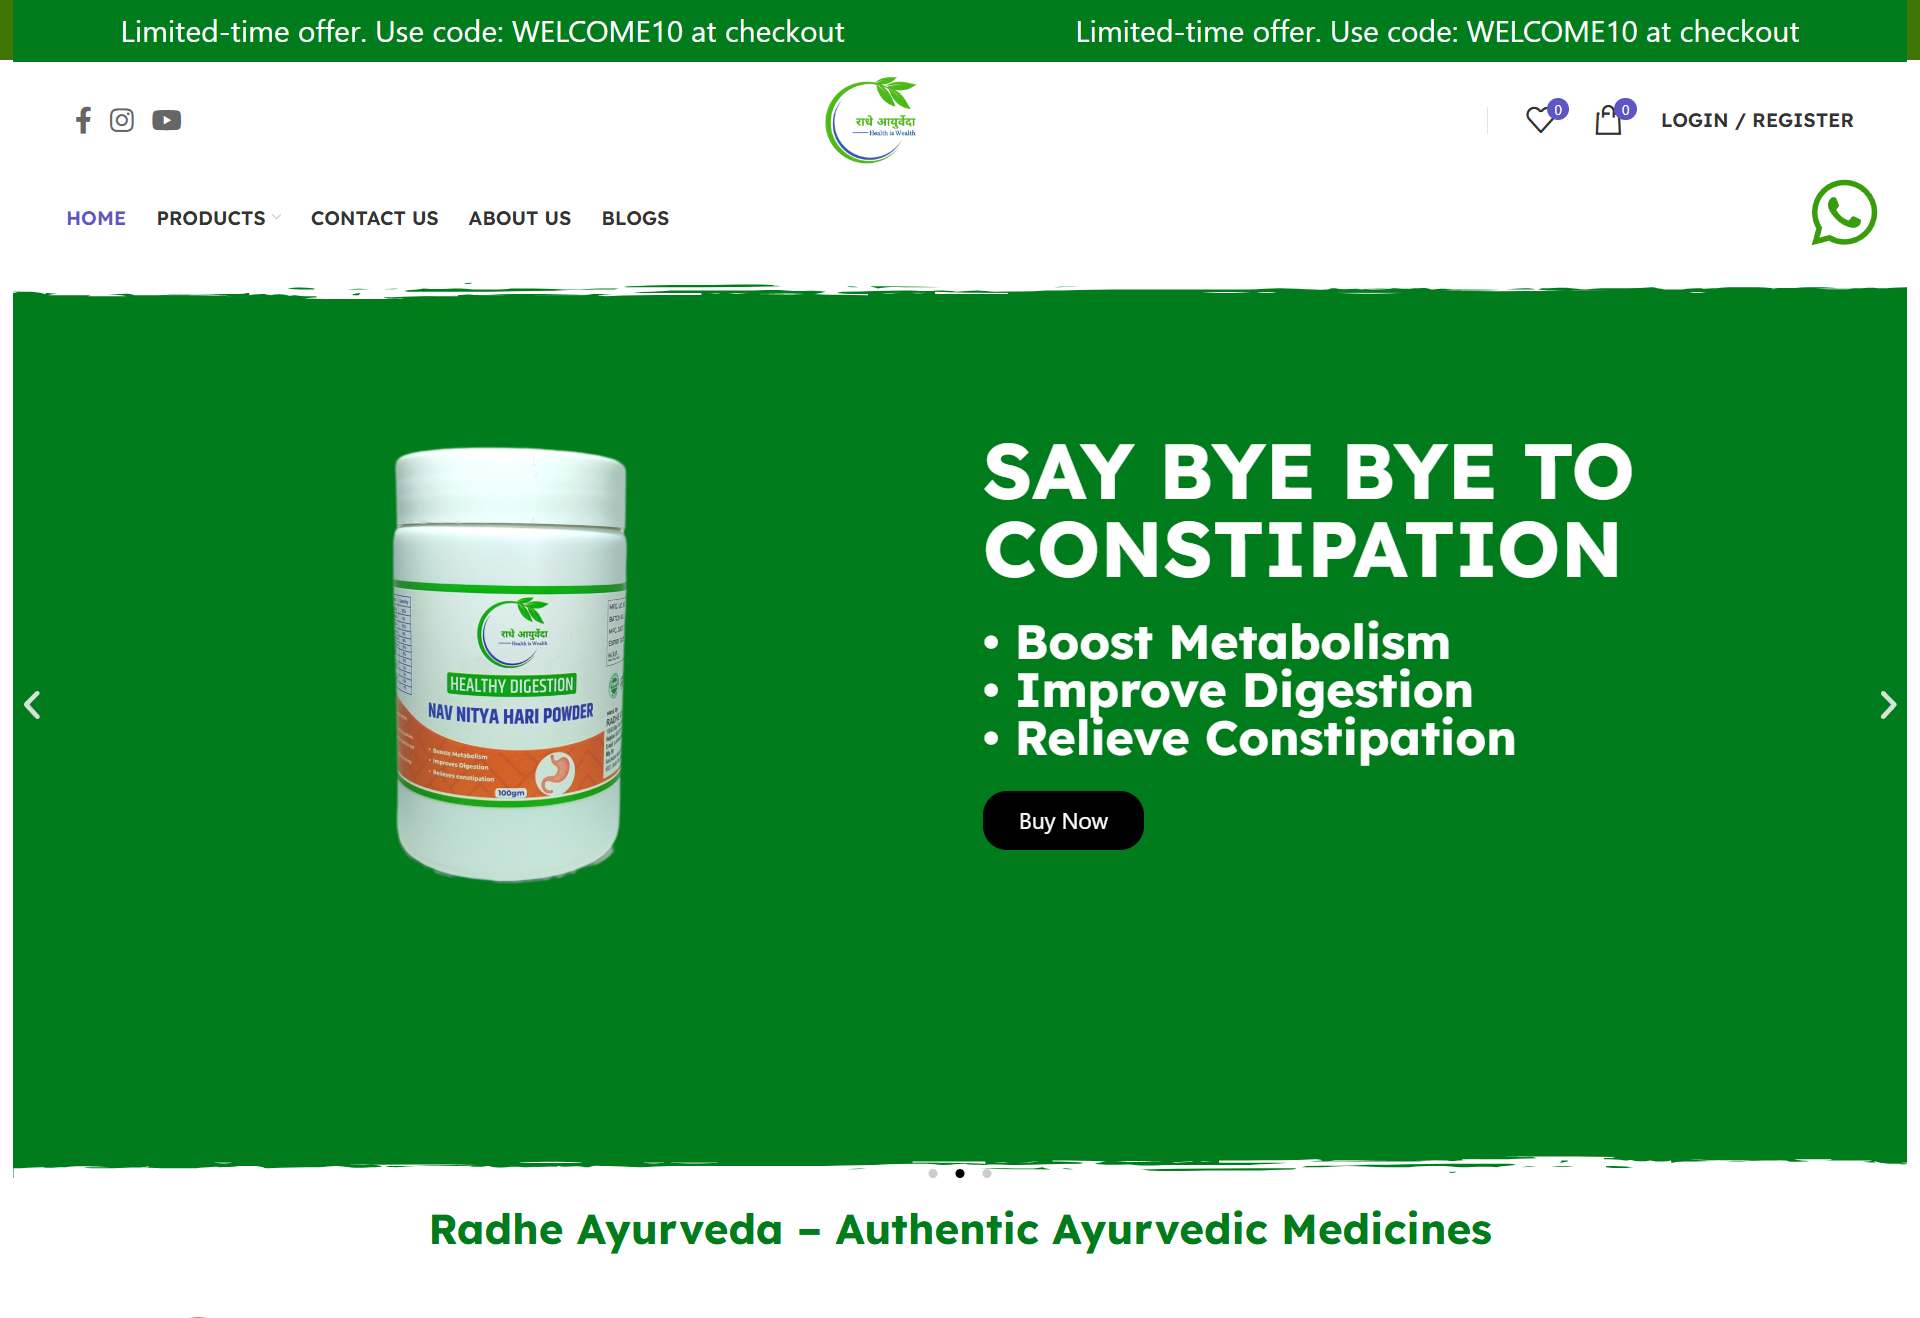 Limited-time offer. Use code: WELCOME10 at checkout
Limited-time offer. Use code: WELCOME10 at checkout
राधे आयुर्वेदा
Health is Wealth
0
0
LOGIN / REGISTER
HOME
PRODUCTS
CONTACT US
ABOUT US
BLOGS
SAY BYE BYE TO
CONSTIPATION
• Boost Metabolism
• Improve Digestion
• Relieve Constipation
Buy Now
राधे आयुर्वेदा
Health is Wealth
HEALTHY DIGESTION
NAV NITYA HARI POWDER
• Boosts Metabolism
• Improves Digestion
• Relieves constipation
100gm
Radhe Ayurveda – Authentic Ayurvedic Medicines